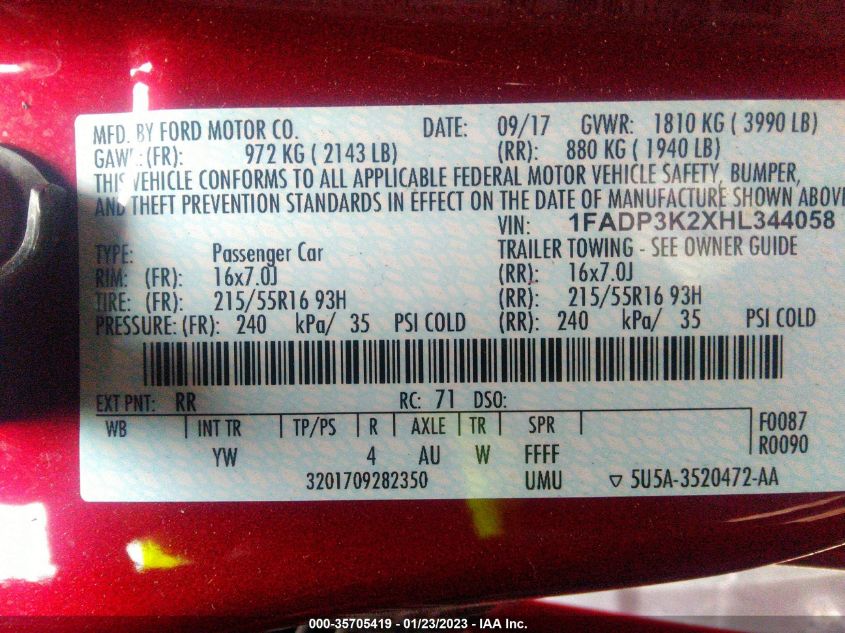 MFD. BY FORD MOTOR CO. DATE: 09/17 GVWR: 1810 KG ( 3990 LB)
GAWR: (FR): 972 KG ( 2143 LB) (RR): 880 KG ( 1940 LB)
THIS VEHICLE CONFORMS TO ALL APPLICABLE FEDERAL MOTOR VEHICLE SAFETY, BUMPER,
AND THEFT PREVENTION STANDARDS IN EFFECT ON THE DATE OF MANUFACTURE SHOWN ABOVE
VIN: 1FADP3K2XHL344058
TYPE: Passenger Car TRAILER TOWING - SEE OWNER GUIDE
RIM: (FR): 16x7.0J (RR): 16x7.0J
TIRE: (FR): 215/55R16 93H (RR): 215/55R16 93H
PRESSURE: (FR): 240 kPa/ 35 PSI COLD (RR): 240 kPa/ 35 PSI COLD
EXT PNT: RR RC: 71 DSO:
WB INT TR TP/PS R AXLE TR SPR F0087
YW 4 AU W FFFF R0090
3201709282350 UMU ▽ 5U5A-3520472-AA
000-35705419 - 01/23/2023 - IAA Inc.